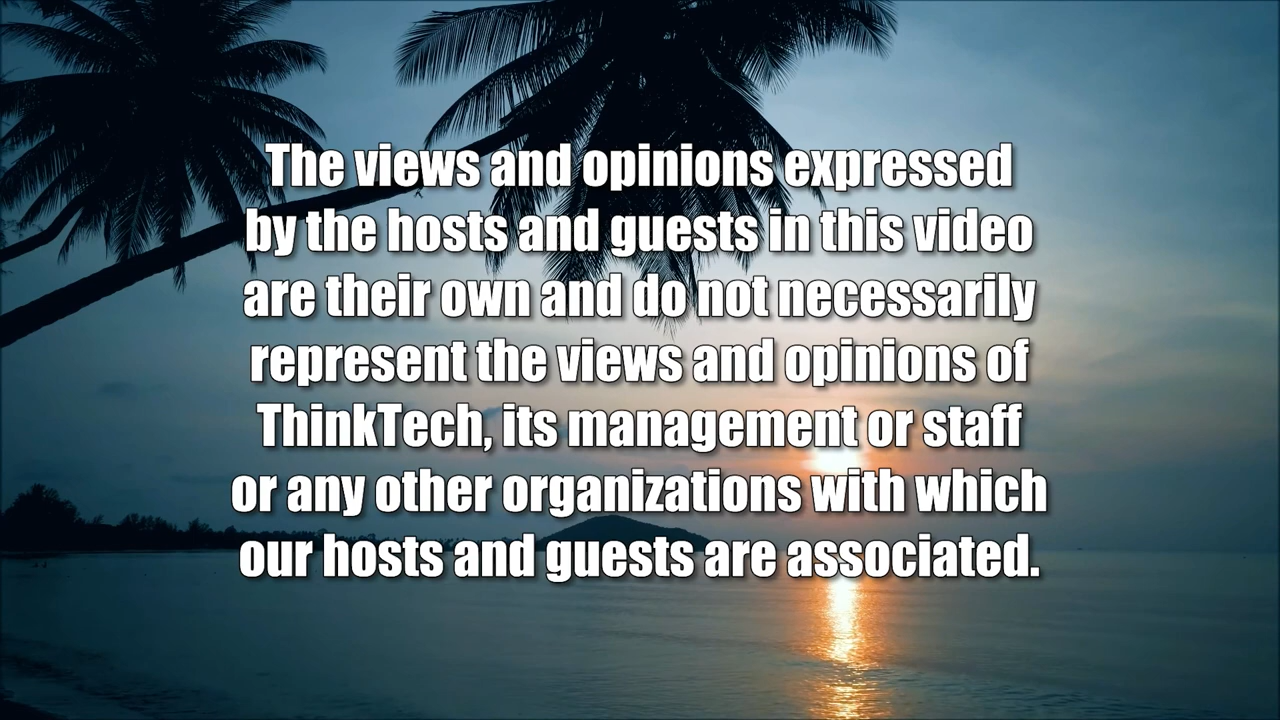 The views and opinions expressed
by the hosts and guests in this video
are their own and do not necessarily
represent the views and opinions of
ThinkTech, its management or staff
or any other organizations with which
our hosts and guests are associated.